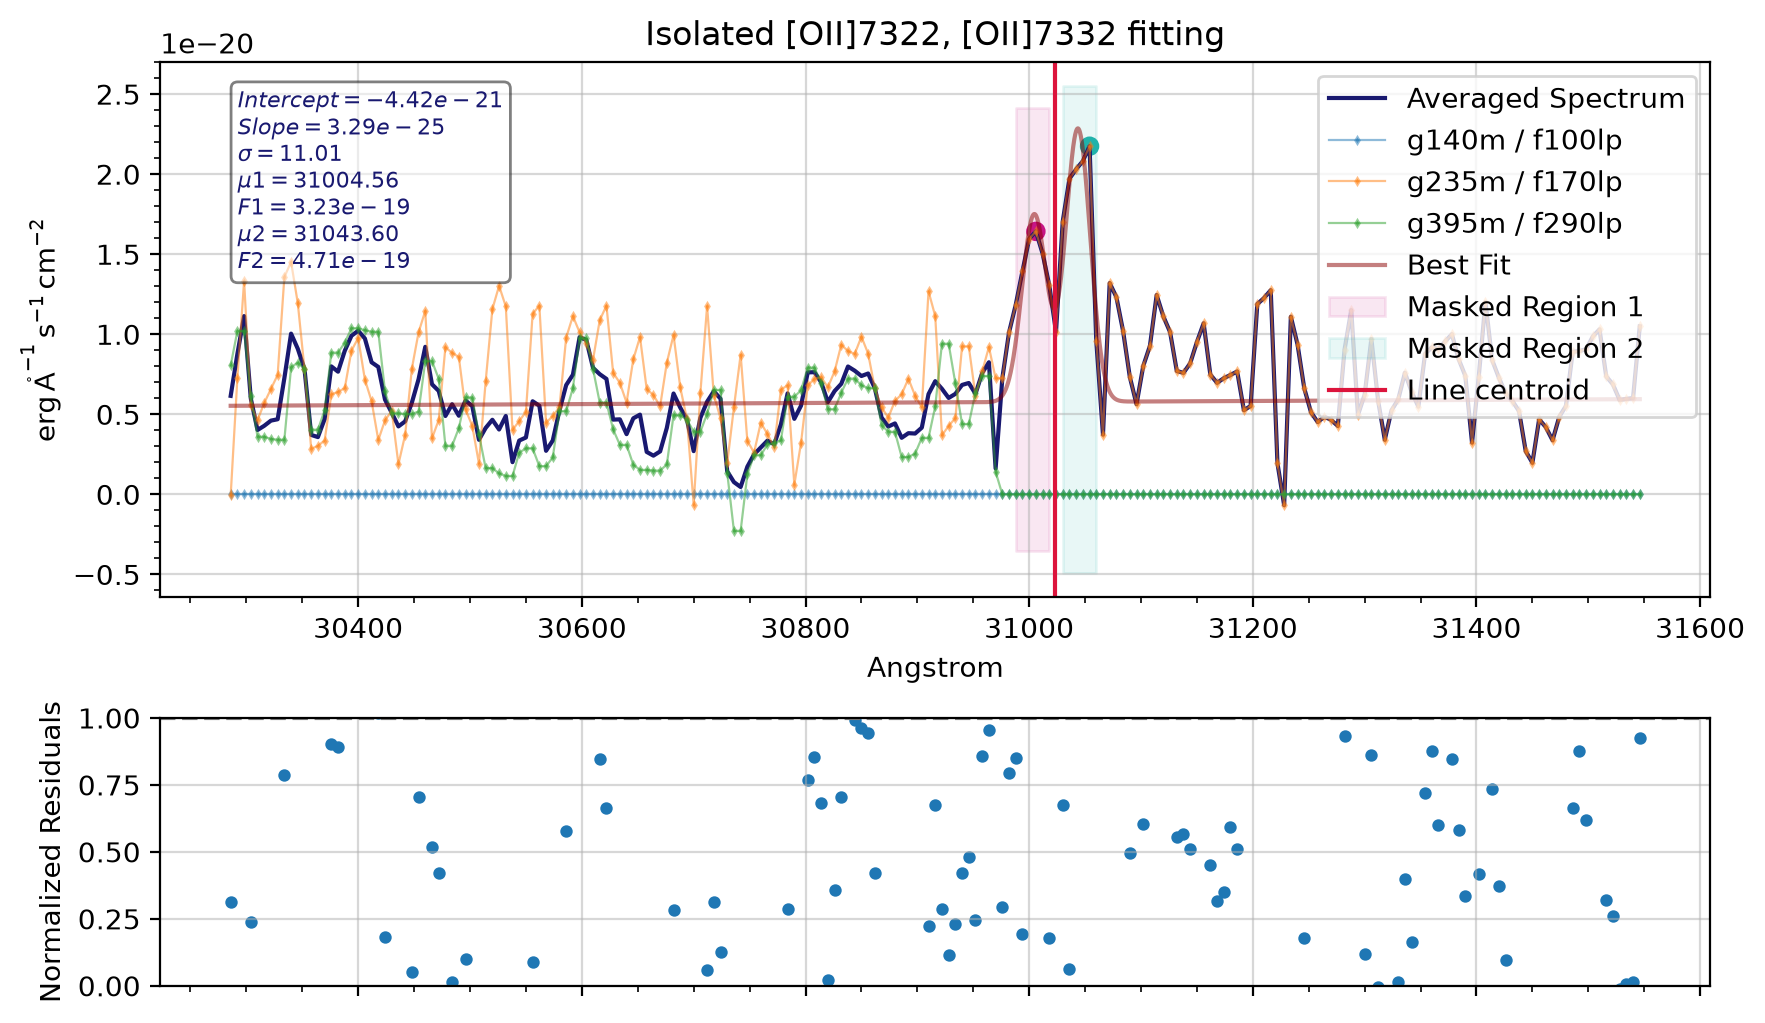 Isolated [OII]7322, [OII]7332 fitting
1e−20
Intercept = −4.42e − 21
Slope = 3.29e − 25
σ = 11.01
μ1 = 31004.56
F1 = 3.23e − 19
μ2 = 31043.60
F2 = 4.71e − 19
Averaged Spectrum
g140m / f100lp
g235m / f170lp
g395m / f290lp
Best Fit
Masked Region 1
Masked Region 2
Line centroid
2.5
2.0
1.5
1.0
0.5
0.0
−0.5
erg Å⁻¹ s⁻¹ cm⁻²
30400 30600 30800 31000 31200 31400 31600
Angstrom
1.00
0.75
0.50
0.25
0.00
Normalized Residuals